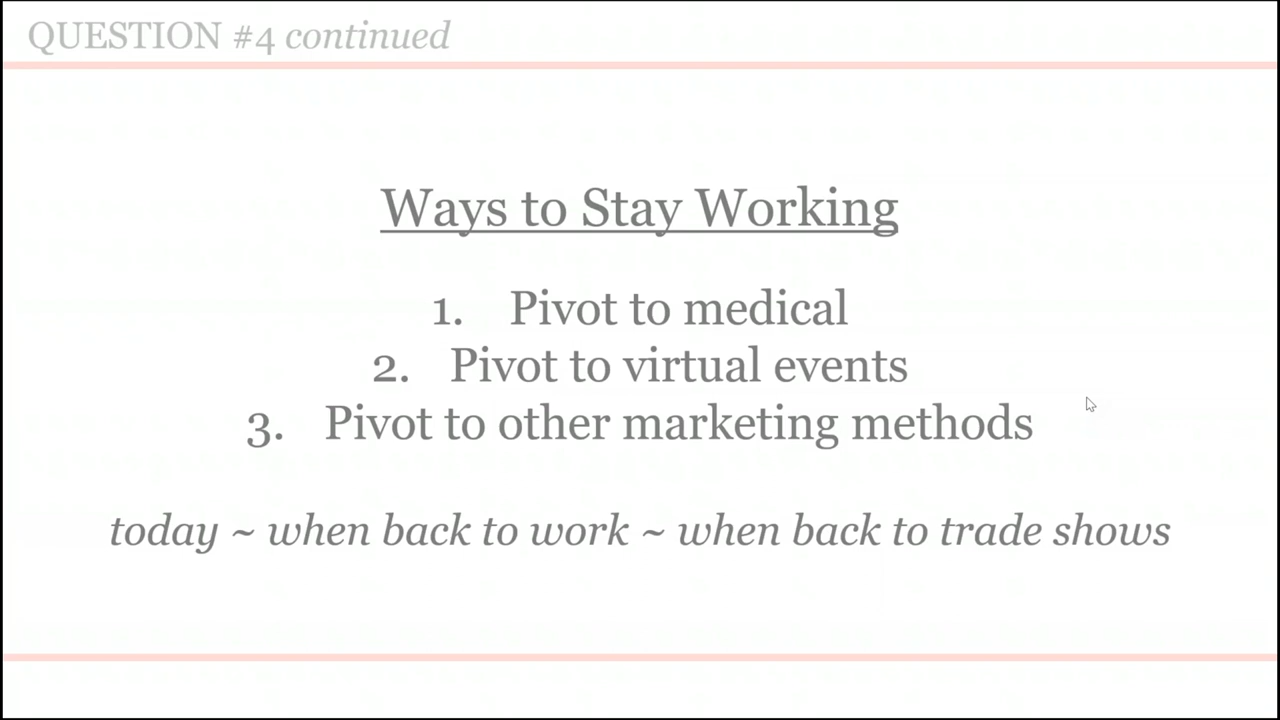 QUESTION #4 continued
Ways to Stay Working
1. Pivot to medical
2. Pivot to virtual events
3. Pivot to other marketing methods
today ~ when back to work ~ when back to trade shows